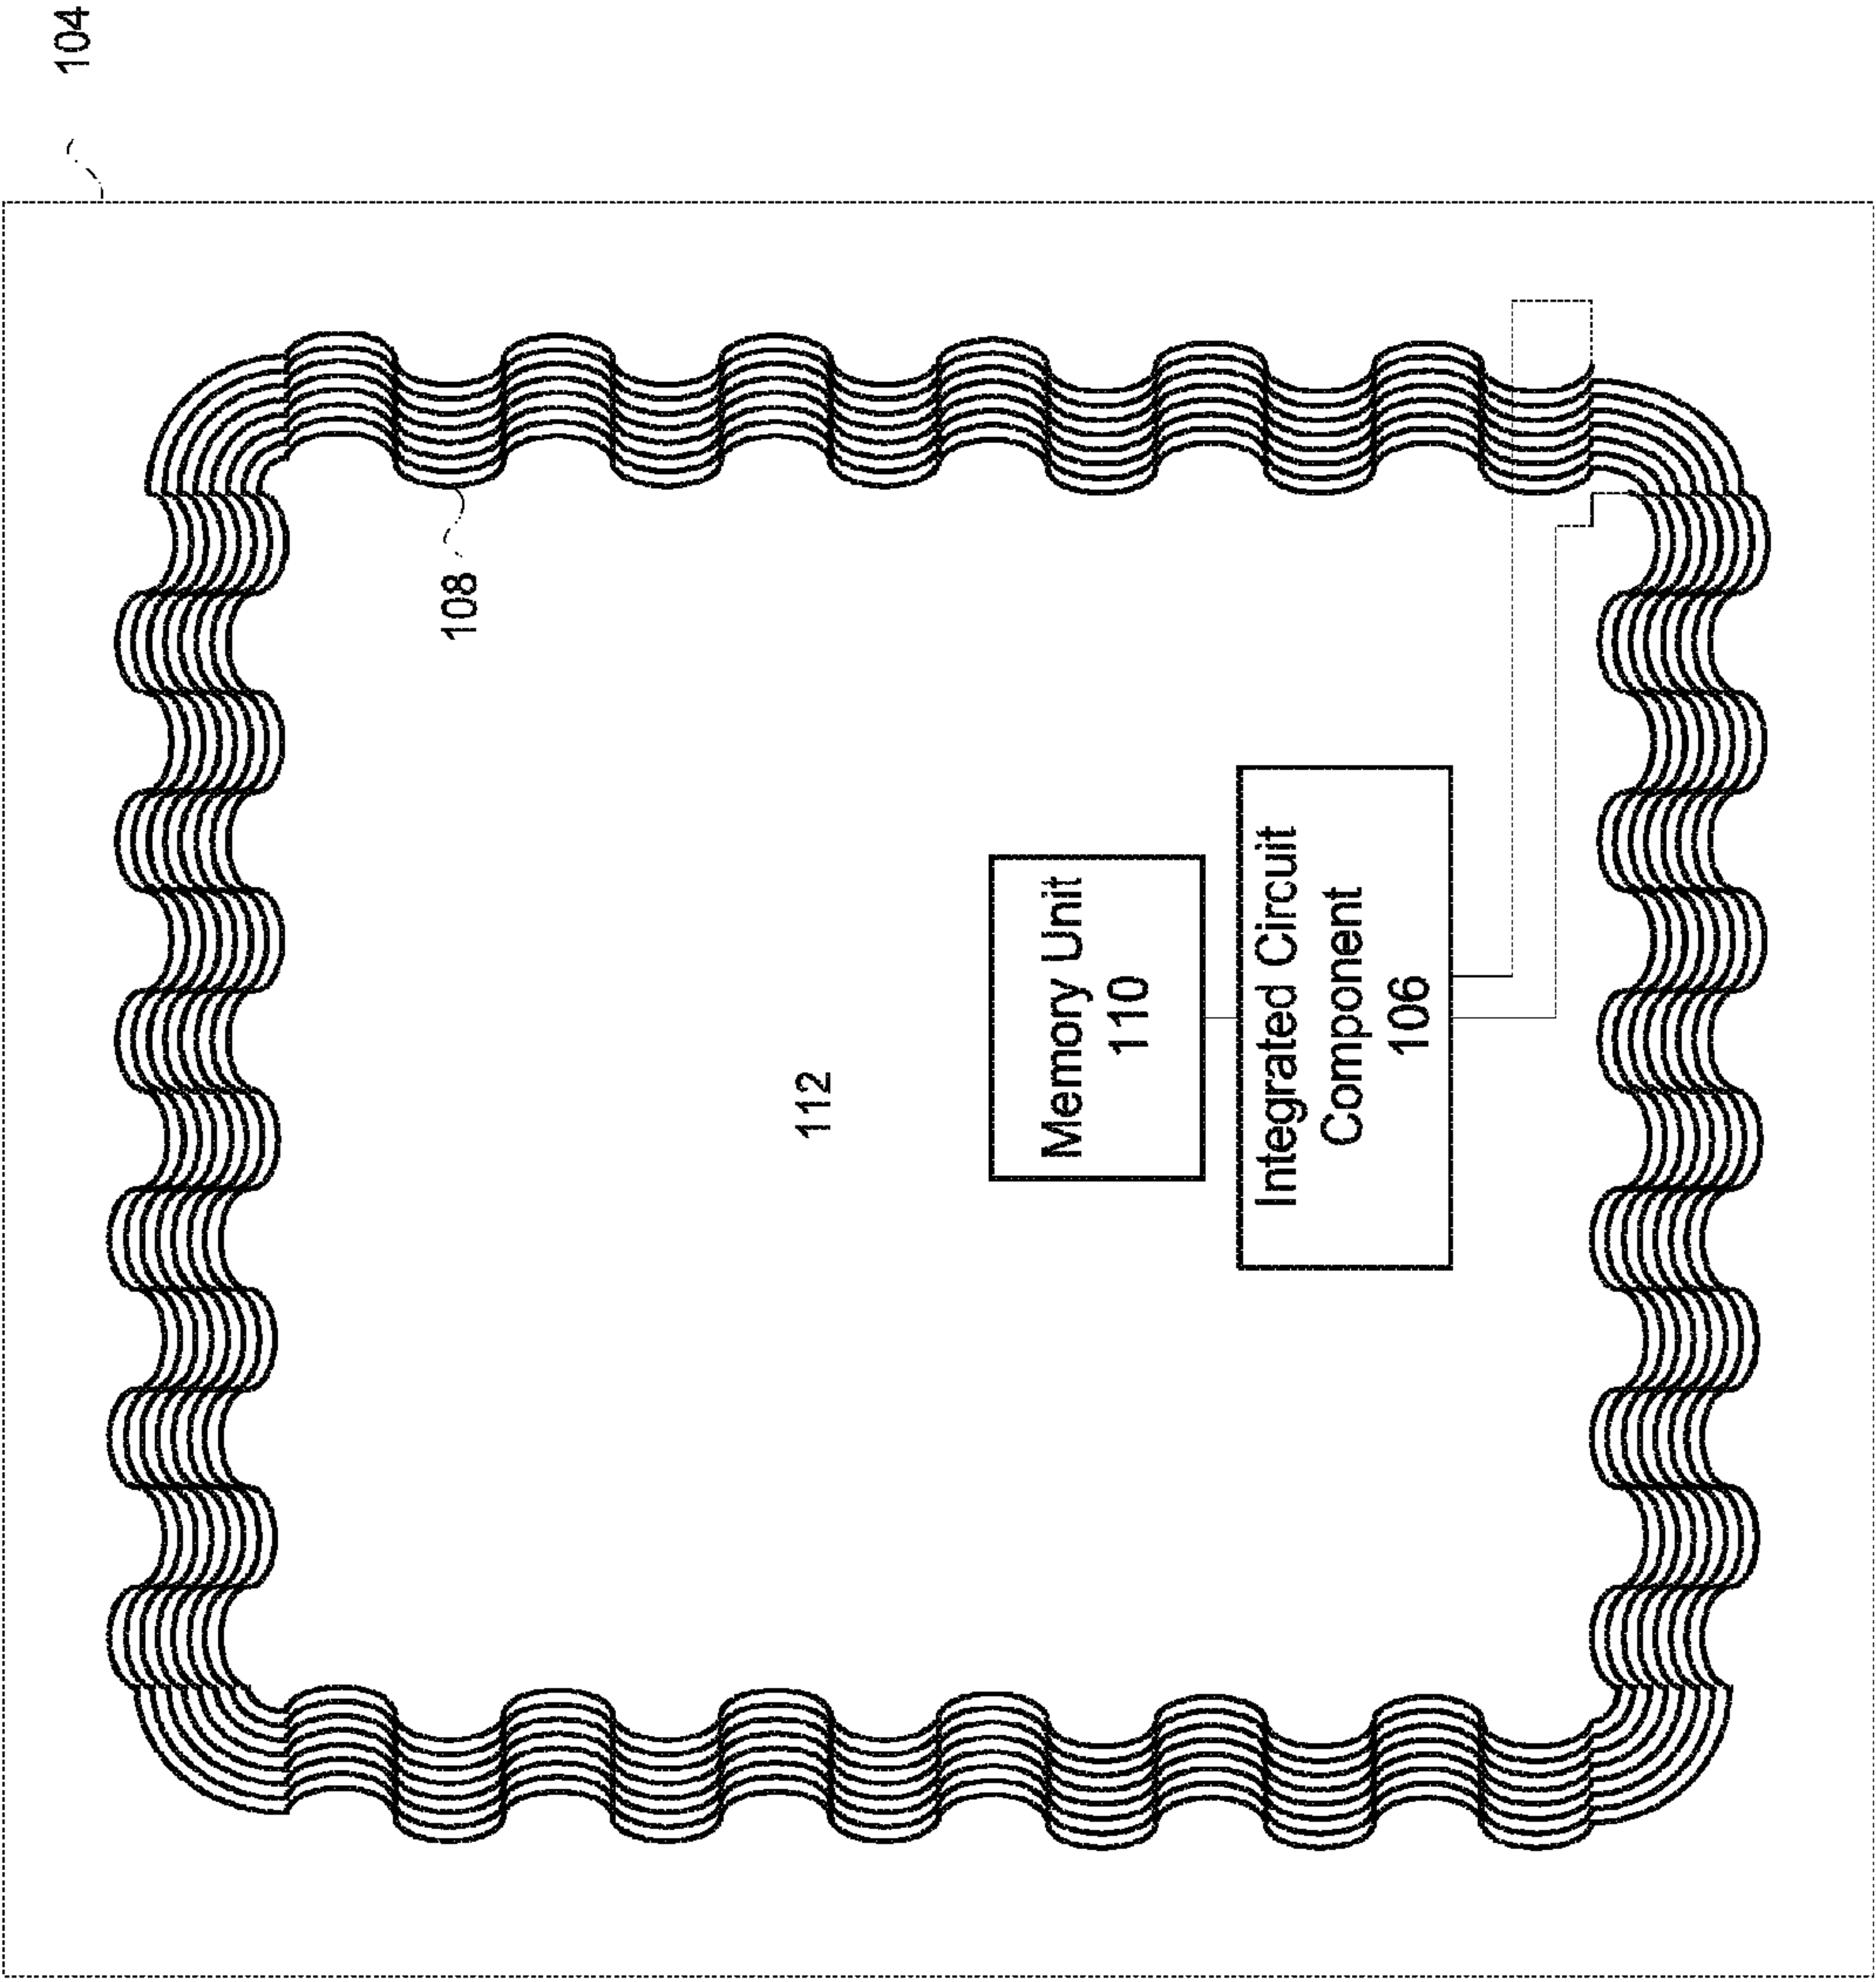 104
108
112
Memory Unit
110
Integrated Circuit
Component
106